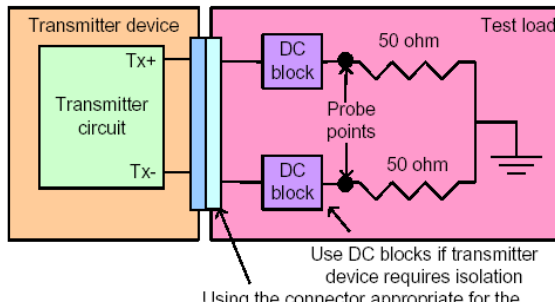 Transmitter device
Test load
Tx+
DC
block
50 ohm
Transmitter
circuit
Probe
points
Tx-
DC
block
50 ohm
Use DC blocks if transmitter
device requires isolation
Using the connector appropriate for the